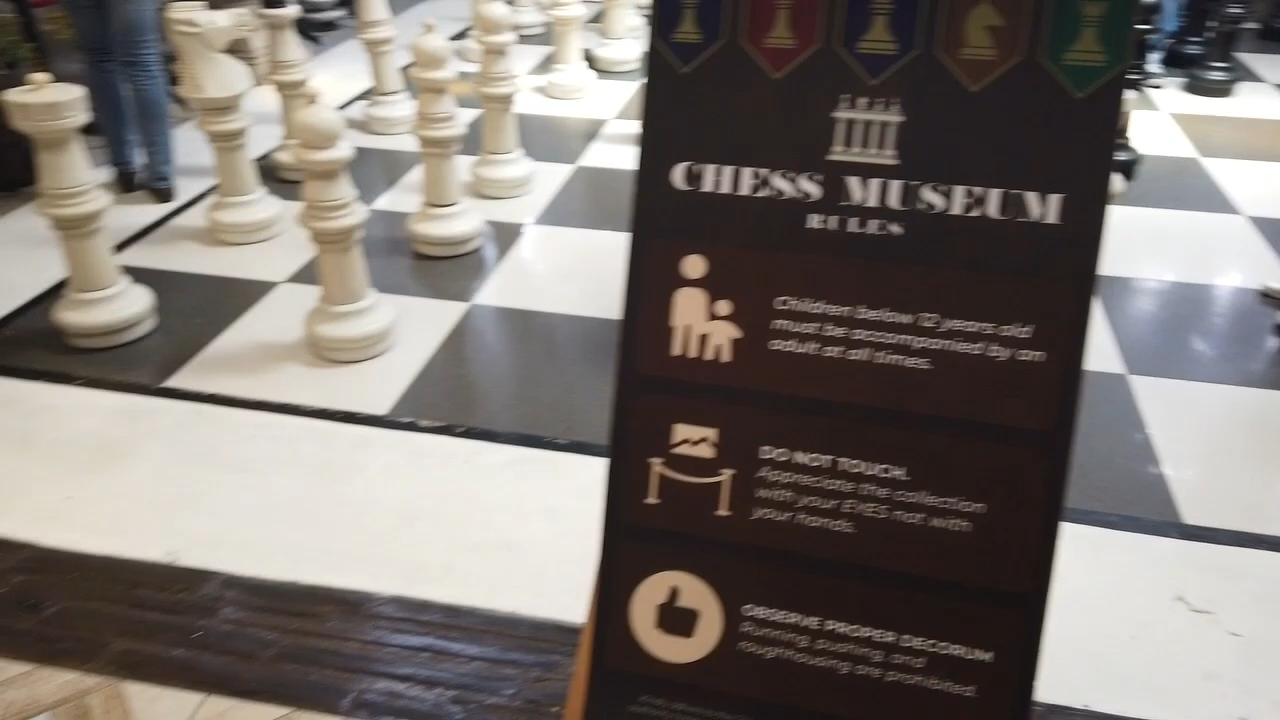 CHESS MUSEUM
RULES
Children below 12 years old
must be accompanied by an
adult at all times.
DO NOT TOUCH.
Appreciate the collection
with your EYES not with
your hands.
OBSERVE PROPER DECORUM
Running, pushing, and
roughhousing are prohibited.